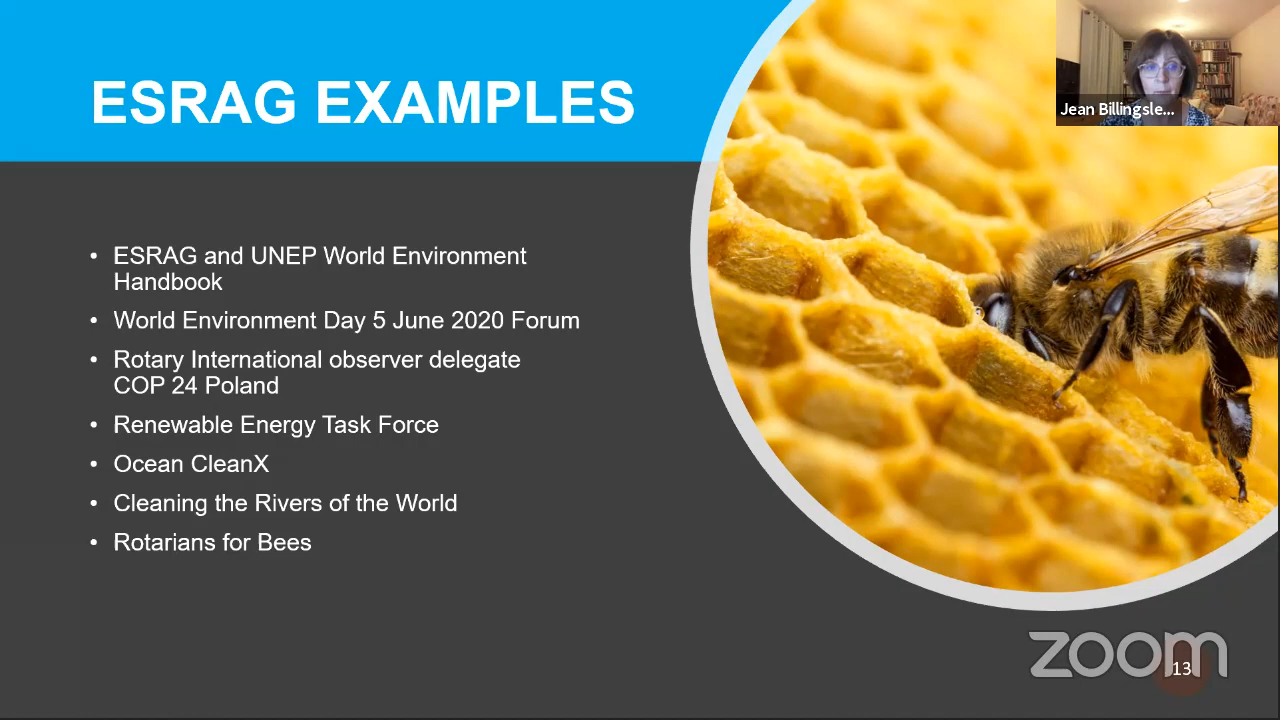 ESRAG EXAMPLES
Jean Billingsle...
• ESRAG and UNEP World Environment
Handbook
• World Environment Day 5 June 2020 Forum
• Rotary International observer delegate
COP 24 Poland
• Renewable Energy Task Force
• Ocean CleanX
• Cleaning the Rivers of the World
• Rotarians for Bees
zoom
13